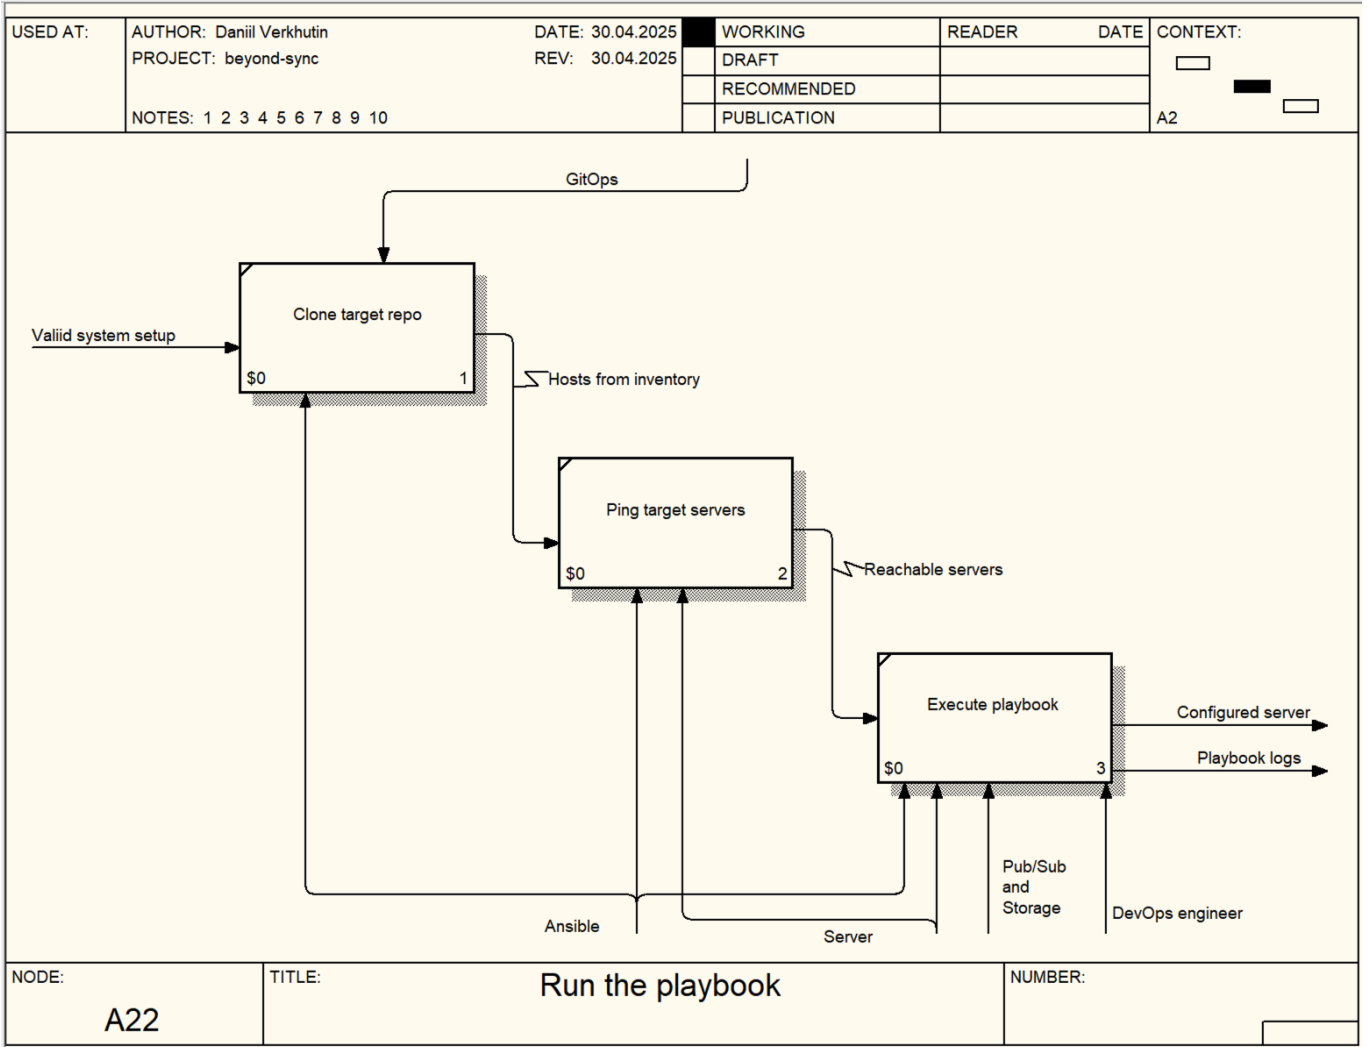 USED AT:
AUTHOR: Daniil Verkhutin
DATE: 30.04.2025
PROJECT: beyond-sync
REV: 30.04.2025
NOTES: 1 2 3 4 5 6 7 8 9 10
WORKING
DRAFT
RECOMMENDED
PUBLICATION
READER
DATE
CONTEXT:
A2
GitOps
Clone target repo
$0
1
Valiid system setup
Hosts from inventory
Ping target servers
$0
2
Reachable servers
Execute playbook
$0
3
Configured server
Playbook logs
Pub/Sub
and
Storage
DevOps engineer
Ansible
Server
NODE:
A22
TITLE:
Run the playbook
NUMBER: